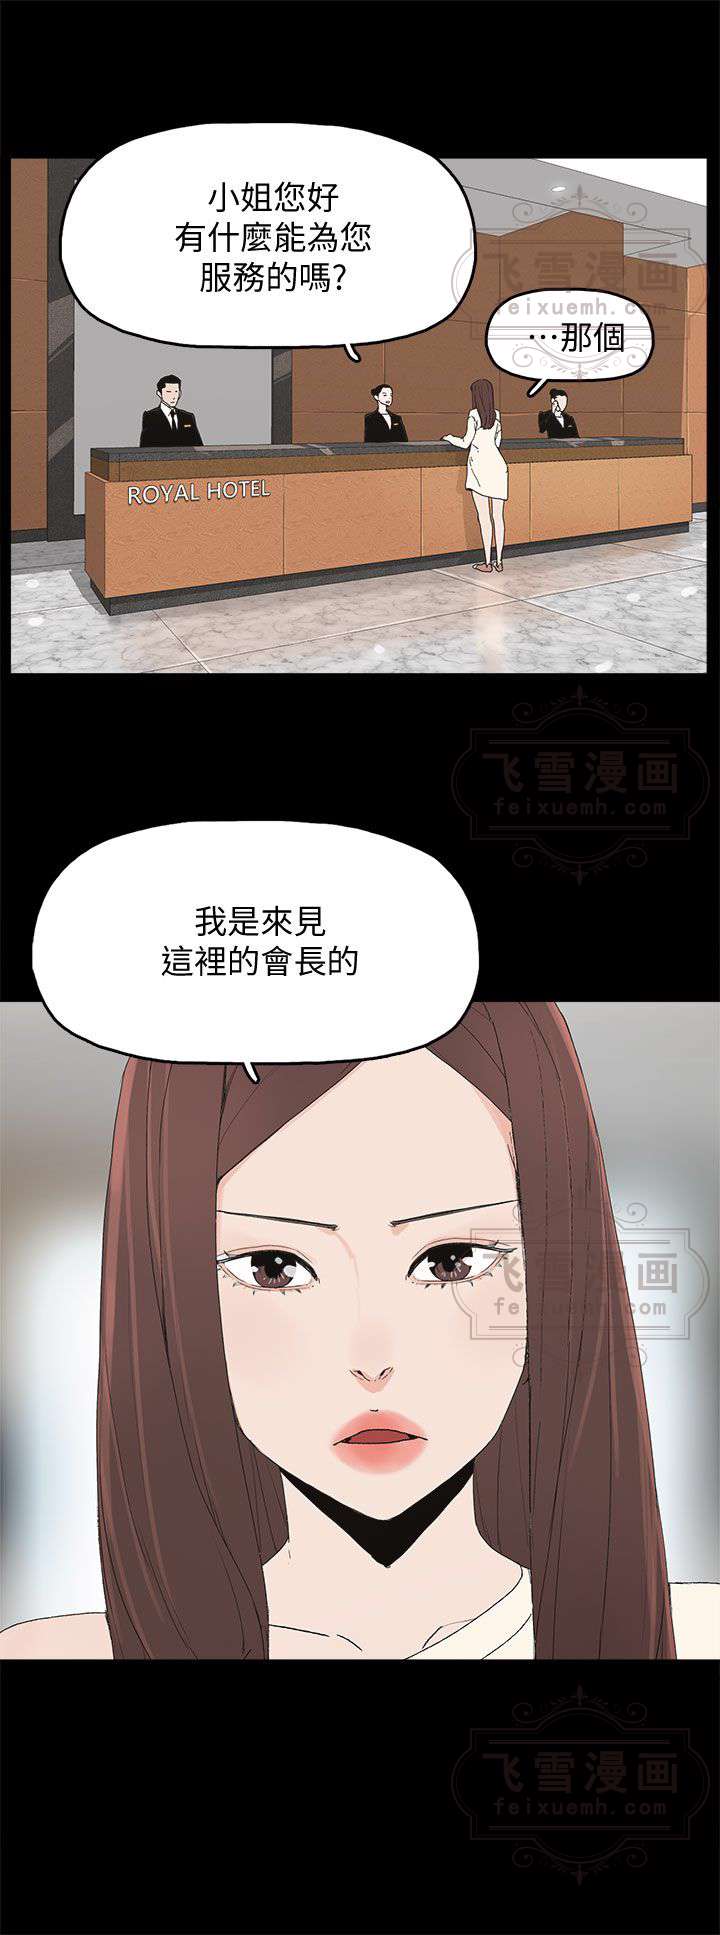 小姐您好
有什麼能為您
服務的嗎?
飞雪漫画
feixuemh.com
…那個
ROYAL HOTEL
飞雪漫画
feixuemh.com
我是來見
這裡的會長的
飞雪漫画
feixuemh.com
飞雪漫画
feixuemh.com